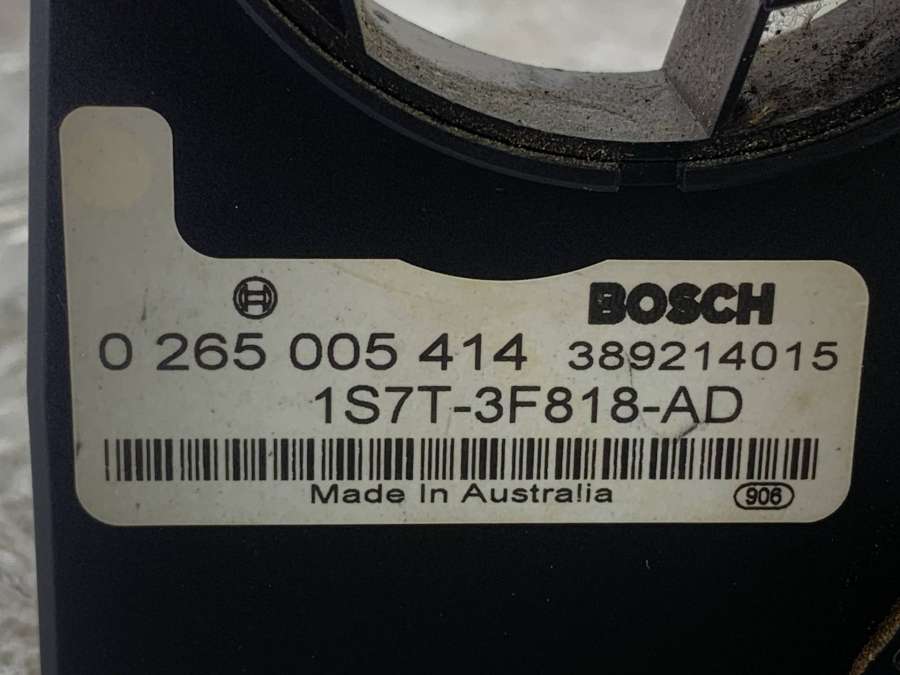 BOSCH
0 265 005 414 389214015
1S7T-3F818-AD
Made In Australia 906